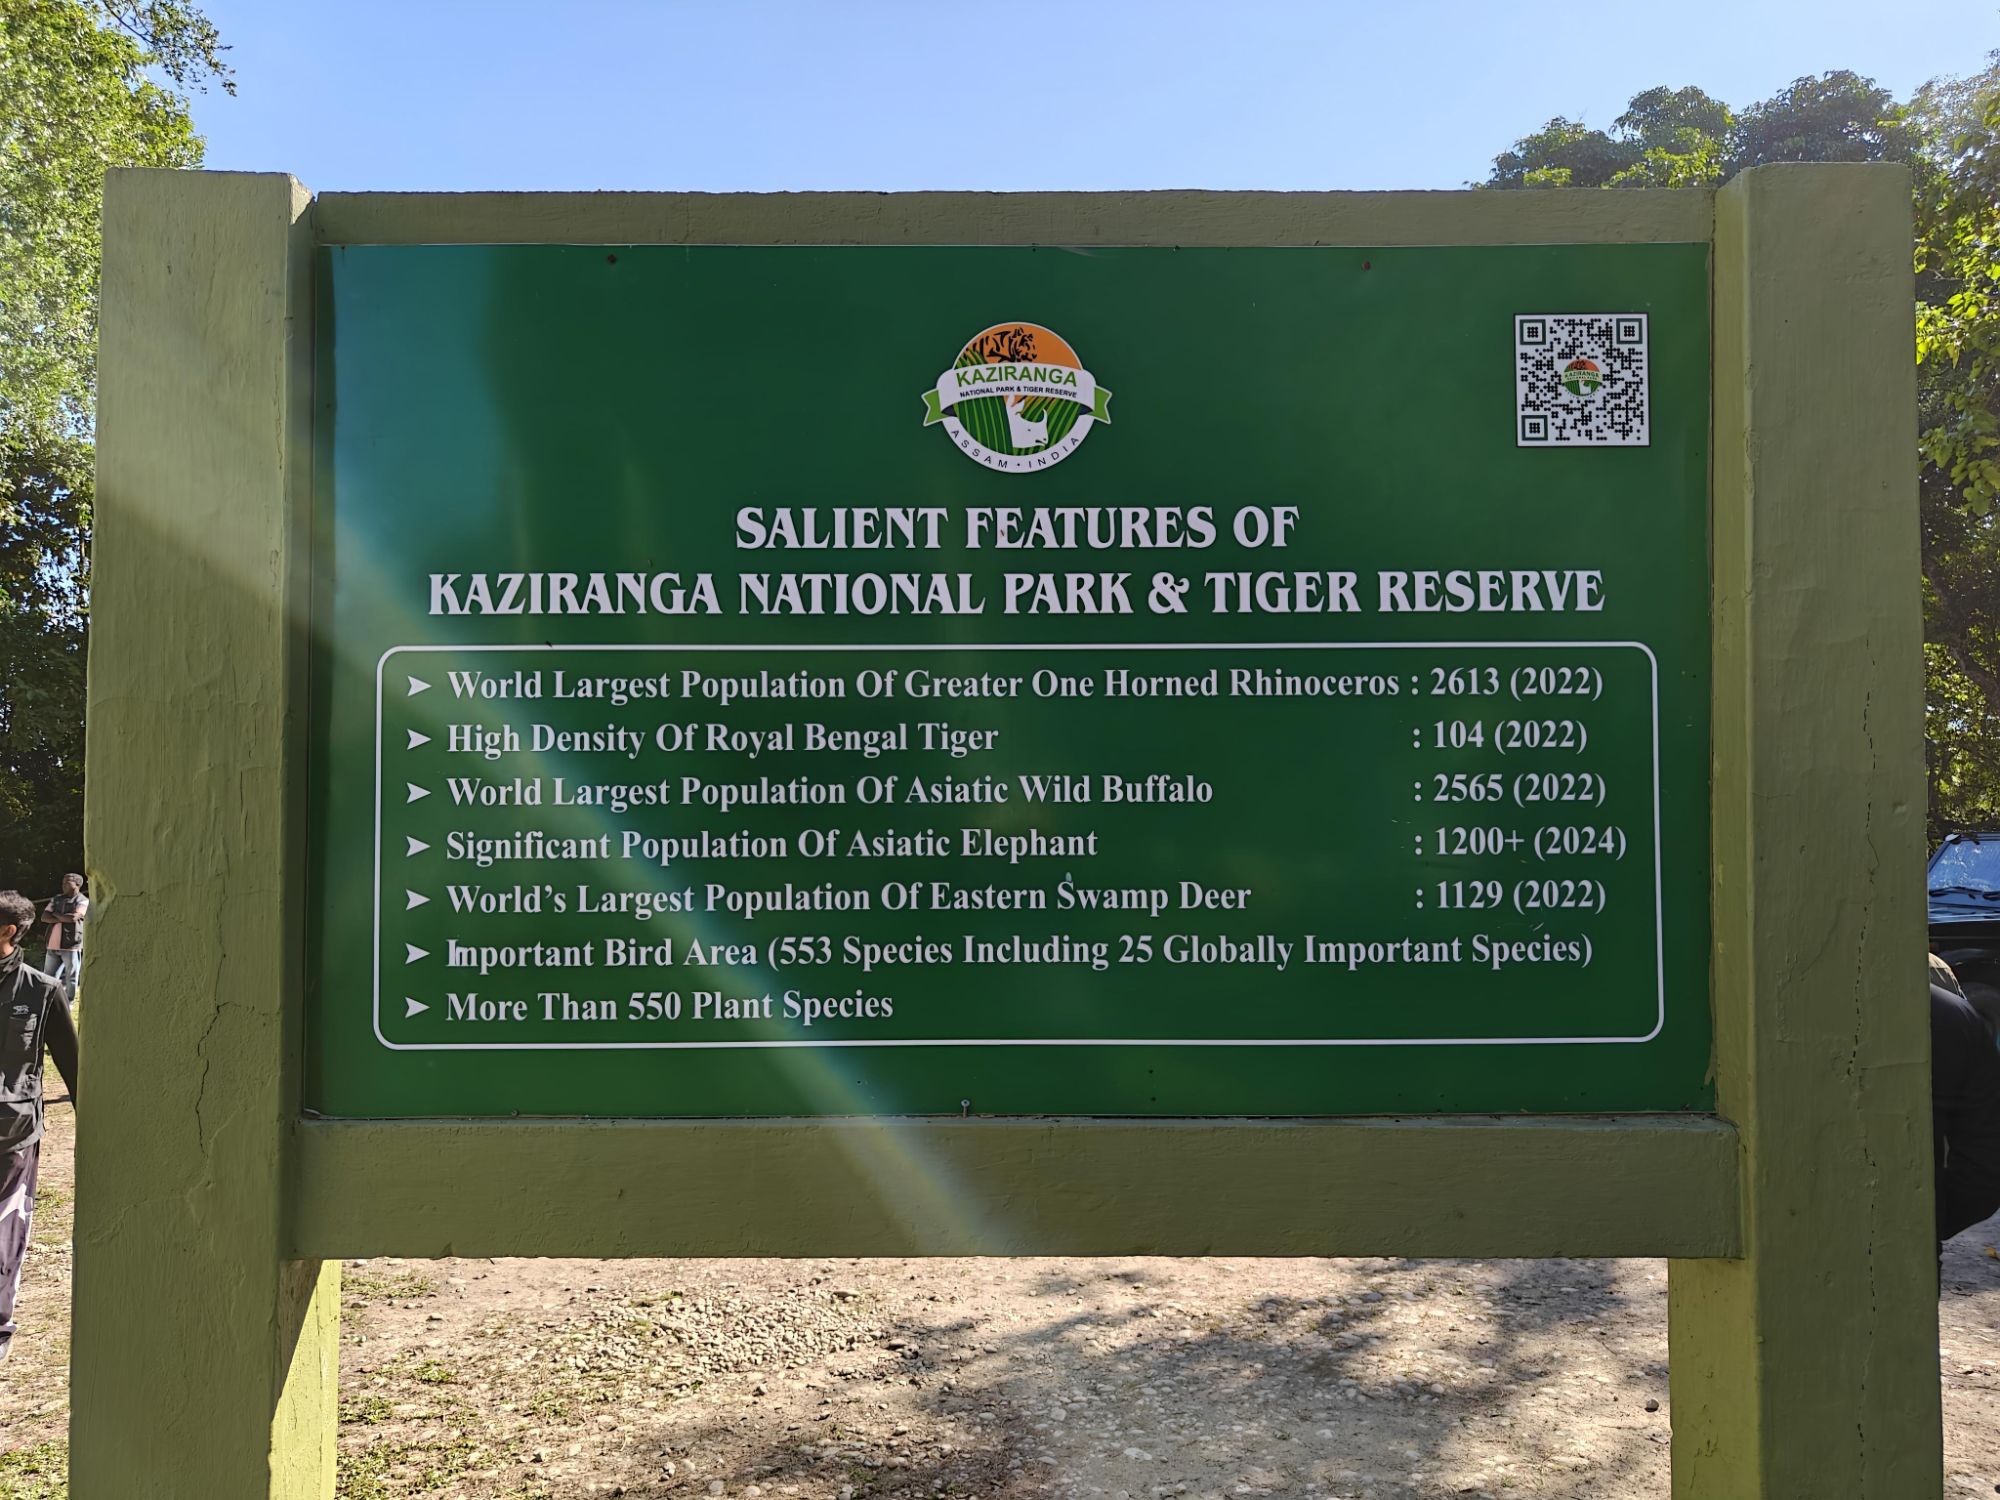 KAZIRANGA
NATIONAL PARK & TIGER RESERVE
ASSAM • INDIA
KAZIRANGA
SALIENT FEATURES OF
KAZIRANGA NATIONAL PARK & TIGER RESERVE
➤ World Largest Population Of Greater One Horned Rhinoceros : 2613 (2022)
➤ High Density Of Royal Bengal Tiger : 104 (2022)
➤ World Largest Population Of Asiatic Wild Buffalo : 2565 (2022)
➤ Significant Population Of Asiatic Elephant : 1200+ (2024)
➤ World's Largest Population Of Eastern Swamp Deer : 1129 (2022)
➤ Important Bird Area (553 Species Including 25 Globally Important Species)
➤ More Than 550 Plant Species